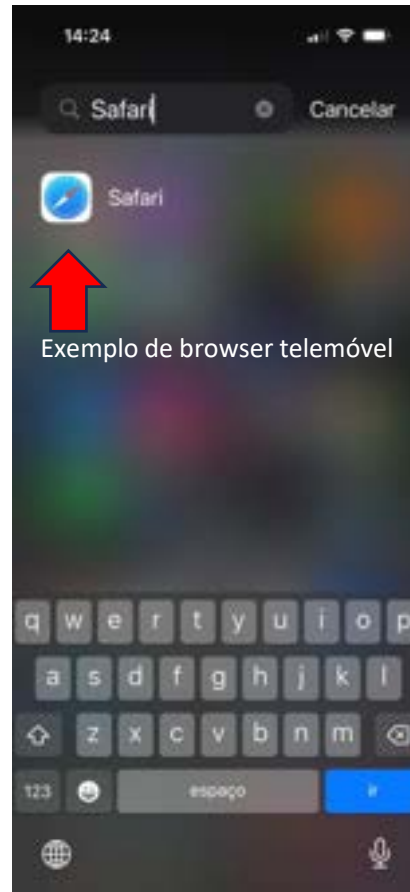 14:24
Safari
Cancelar
Safari
Exemplo de browser telemóvel
q w e r t y u i o p
a s d f g h j k l
z x c v b n m
123
espaço
ir